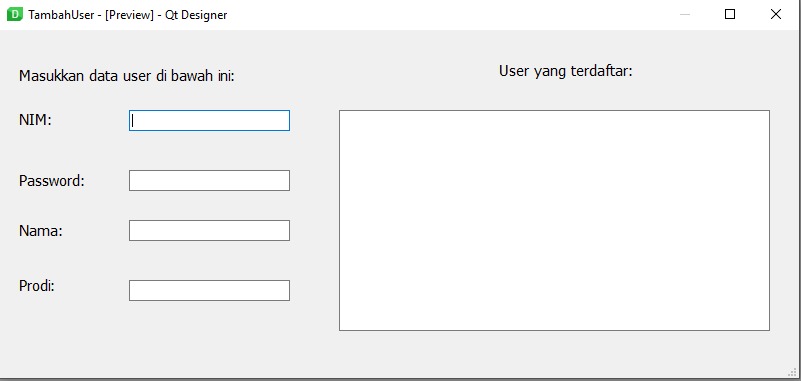 TambahUser - [Preview] - Qt Designer
Masukkan data user di bawah ini:
User yang terdaftar:
NIM:
Password:
Nama:
Prodi: